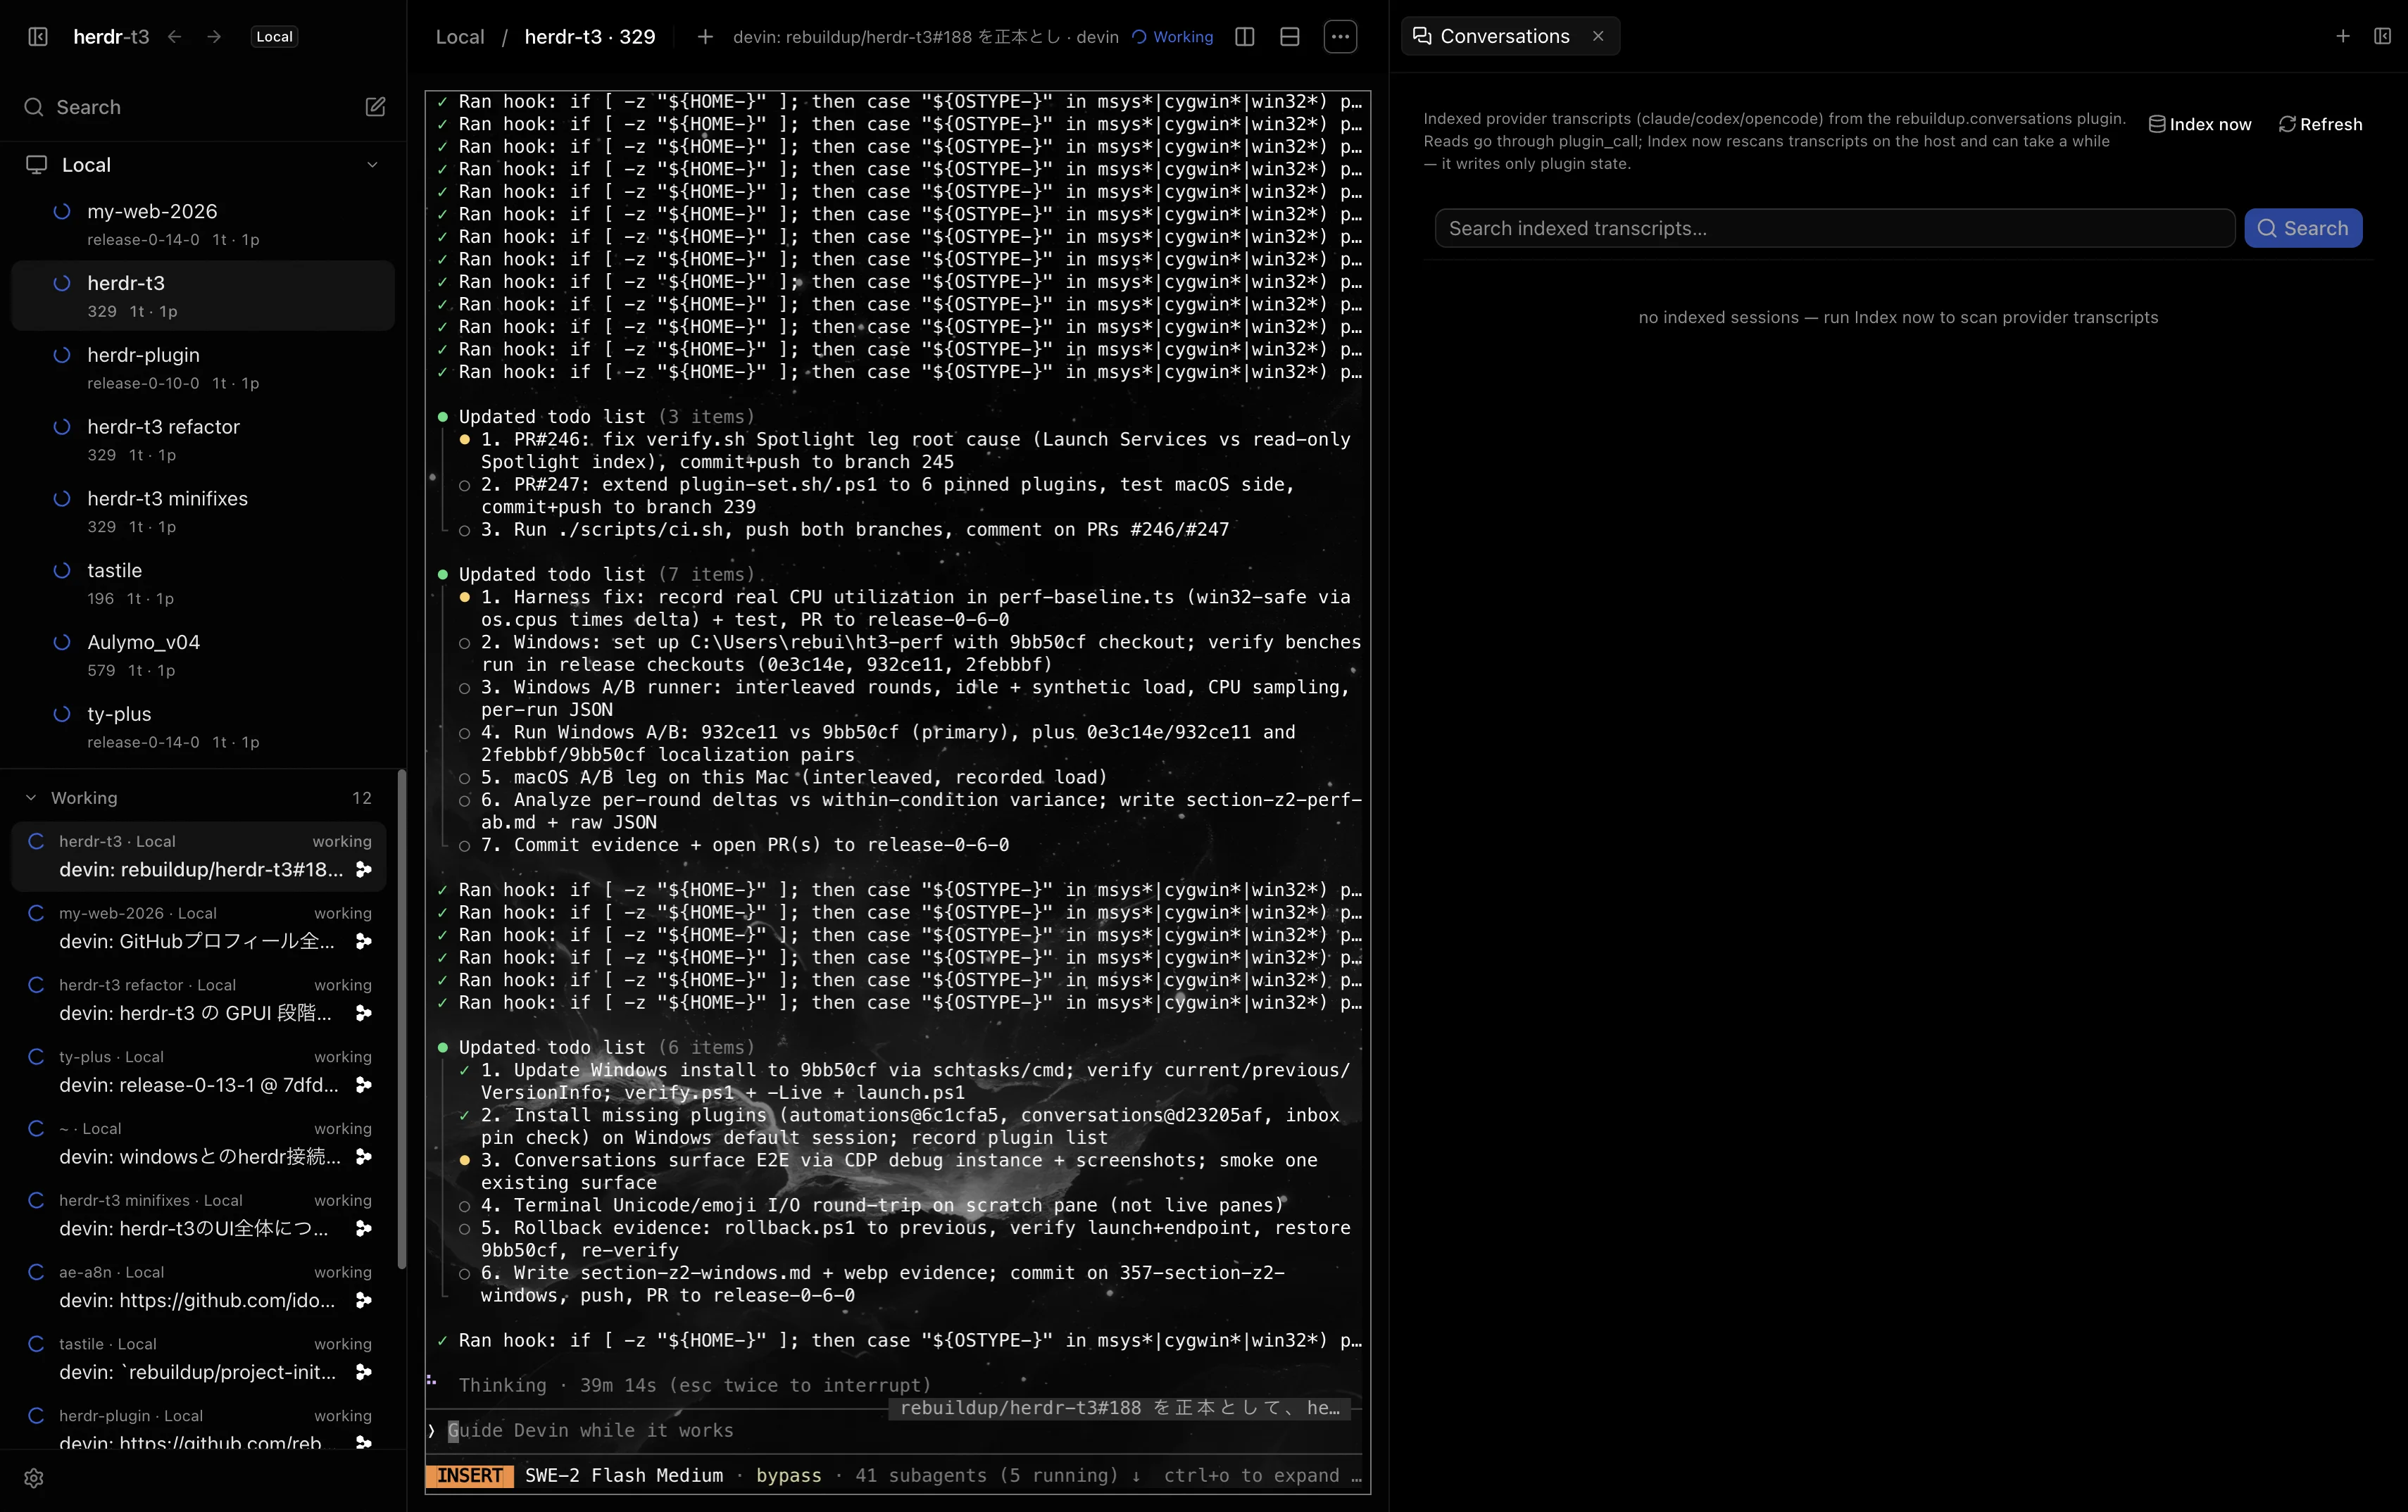 herdr-t3 ← → Local
Search
Local
my-web-2026
release-0-14-0 1t · 1p
herdr-t3
329 1t · 1p
herdr-plugin
release-0-10-0 1t · 1p
herdr-t3 refactor
329 1t · 1p
herdr-t3 minifixes
329 1t · 1p
tastile
196 1t · 1p
Aulymo_v04
579 1t · 1p
ty-plus
release-0-14-0 1t · 1p
Working 12
herdr-t3 · Local working
devin: rebuildup/herdr-t3#18...
my-web-2026 · Local working
devin: GitHubプロフィール全...
herdr-t3 refactor · Local working
devin: herdr-t3 の GPUI 段階...
ty-plus · Local working
devin: release-0-13-1 @ 7dfd...
~ · Local working
devin: windowsとのherdr接続...
herdr-t3 minifixes · Local working
devin: herdr-t3のUI全体につ...
ae-a8n · Local working
devin: https://github.com/ido...
tastile · Local working
devin: `rebuildup/project-init...
herdr-plugin · Local working
devin: https://github.com/reb...
Local / herdr-t3 · 329 + devin: rebuildup/herdr-t3#188 を正本とし · devin Working
✓ Ran hook: if [ -z "${HOME-}" ]; then case "${OSTYPE-}" in msys*|cygwin*|win32*) p…
✓ Ran hook: if [ -z "${HOME-}" ]; then case "${OSTYPE-}" in msys*|cygwin*|win32*) p…
✓ Ran hook: if [ -z "${HOME-}" ]; then case "${OSTYPE-}" in msys*|cygwin*|win32*) p…
✓ Ran hook: if [ -z "${HOME-}" ]; then case "${OSTYPE-}" in msys*|cygwin*|win32*) p…
✓ Ran hook: if [ -z "${HOME-}" ]; then case "${OSTYPE-}" in msys*|cygwin*|win32*) p…
✓ Ran hook: if [ -z "${HOME-}" ]; then case "${OSTYPE-}" in msys*|cygwin*|win32*) p…
✓ Ran hook: if [ -z "${HOME-}" ]; then case "${OSTYPE-}" in msys*|cygwin*|win32*) p…
✓ Ran hook: if [ -z "${HOME-}" ]; then case "${OSTYPE-}" in msys*|cygwin*|win32*) p…
✓ Ran hook: if [ -z "${HOME-}" ]; then case "${OSTYPE-}" in msys*|cygwin*|win32*) p…
✓ Ran hook: if [ -z "${HOME-}" ]; then case "${OSTYPE-}" in msys*|cygwin*|win32*) p…
✓ Ran hook: if [ -z "${HOME-}" ]; then case "${OSTYPE-}" in msys*|cygwin*|win32*) p…
✓ Ran hook: if [ -z "${HOME-}" ]; then case "${OSTYPE-}" in msys*|cygwin*|win32*) p…
✓ Ran hook: if [ -z "${HOME-}" ]; then case "${OSTYPE-}" in msys*|cygwin*|win32*) p…
● Updated todo list (3 items)
● 1. PR#246: fix verify.sh Spotlight leg root cause (Launch Services vs read-only
Spotlight index), commit+push to branch 245
○ 2. PR#247: extend plugin-set.sh/.ps1 to 6 pinned plugins, test macOS side,
commit+push to branch 239
○ 3. Run ./scripts/ci.sh, push both branches, comment on PRs #246/#247
● Updated todo list (7 items)
● 1. Harness fix: record real CPU utilization in perf-baseline.ts (win32-safe via
os.cpus times delta) + test, PR to release-0-6-0
○ 2. Windows: set up C:\Users\rebui\ht3-perf with 9bb50cf checkout; verify benches
run in release checkouts (0e3c14e, 932ce11, 2febbbf)
○ 3. Windows A/B runner: interleaved rounds, idle + synthetic load, CPU sampling,
per-run JSON
○ 4. Run Windows A/B: 932ce11 vs 9bb50cf (primary), plus 0e3c14e/932ce11 and
2febbbf/9bb50cf localization pairs
○ 5. macOS A/B leg on this Mac (interleaved, recorded load)
○ 6. Analyze per-round deltas vs within-condition variance; write section-z2-perf-
ab.md + raw JSON
○ 7. Commit evidence + open PR(s) to release-0-6-0
✓ Ran hook: if [ -z "${HOME-}" ]; then case "${OSTYPE-}" in msys*|cygwin*|win32*) p…
✓ Ran hook: if [ -z "${HOME-}" ]; then case "${OSTYPE-}" in msys*|cygwin*|win32*) p…
✓ Ran hook: if [ -z "${HOME-}" ]; then case "${OSTYPE-}" in msys*|cygwin*|win32*) p…
✓ Ran hook: if [ -z "${HOME-}" ]; then case "${OSTYPE-}" in msys*|cygwin*|win32*) p…
✓ Ran hook: if [ -z "${HOME-}" ]; then case "${OSTYPE-}" in msys*|cygwin*|win32*) p…
✓ Ran hook: if [ -z "${HOME-}" ]; then case "${OSTYPE-}" in msys*|cygwin*|win32*) p…
● Updated todo list (6 items)
✓ 1. Update Windows install to 9bb50cf via schtasks/cmd; verify current/previous/
VersionInfo; verify.ps1 + -Live + launch.ps1
✓ 2. Install missing plugins (automations@6c1cfa5, conversations@d23205af, inbox
pin check) on Windows default session; record plugin list
● 3. Conversations surface E2E via CDP debug instance + screenshots; smoke one
existing surface
○ 4. Terminal Unicode/emoji I/O round-trip on scratch pane (not live panes)
○ 5. Rollback evidence: rollback.ps1 to previous, verify launch+endpoint, restore
9bb50cf, re-verify
○ 6. Write section-z2-windows.md + webp evidence; commit on 357-section-z2-
windows, push, PR to release-0-6-0
✓ Ran hook: if [ -z "${HOME-}" ]; then case "${OSTYPE-}" in msys*|cygwin*|win32*) p…
Thinking · 39m 14s (esc twice to interrupt)
rebuildup/herdr-t3#188 を正本として、he…
❭ Guide Devin while it works
INSERT SWE-2 Flash Medium · bypass · 41 subagents (5 running) ↓ ctrl+o to expand …
Conversations ×
Indexed provider transcripts (claude/codex/opencode) from the rebuildup.conversations plugin.
Reads go through plugin_call; Index now rescans transcripts on the host and can take a while
— it writes only plugin state.
Index now Refresh
Search indexed transcripts... Search
no indexed sessions — run Index now to scan provider transcripts